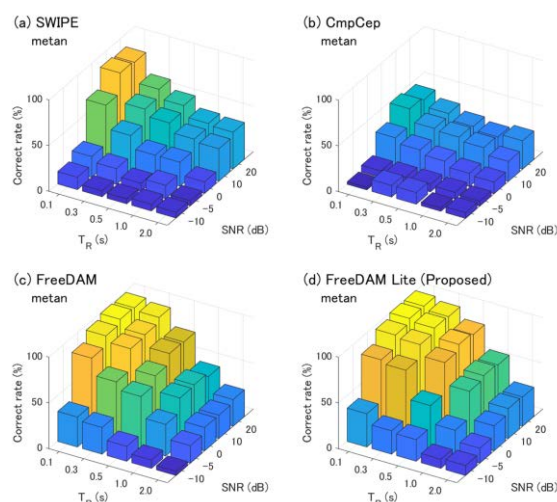 (a) SWIPE
metan
Correct rate (%)
100
50
0
0.1
0.3
0.5
1.0
2.0
T_R (s)
-10
-5
0
5
10
20
SNR (dB)
(b) CmpCep
metan
Correct rate (%)
100
50
0
0.1
0.3
0.5
1.0
2.0
T_R (s)
-10
-5
0
5
10
20
SNR (dB)
(c) FreeDAM
metan
Correct rate (%)
100
50
0
0.1
0.3
0.5
1.0
2.0
T_R (s)
-10
-5
0
5
10
20
SNR (dB)
(d) FreeDAM Lite (Proposed)
metan
Correct rate (%)
100
50
0
0.1
0.3
0.5
1.0
2.0
T_R (s)
-10
-5
0
5
10
20
SNR (dB)